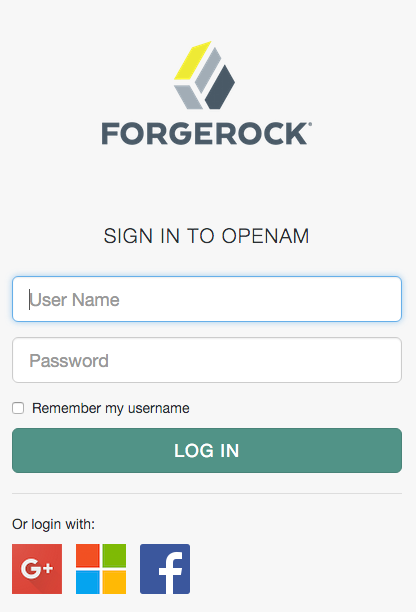 FORGEROCK
SIGN IN TO OPENAM
User Name
Password
Remember my username
LOG IN
Or login with:
G+
f